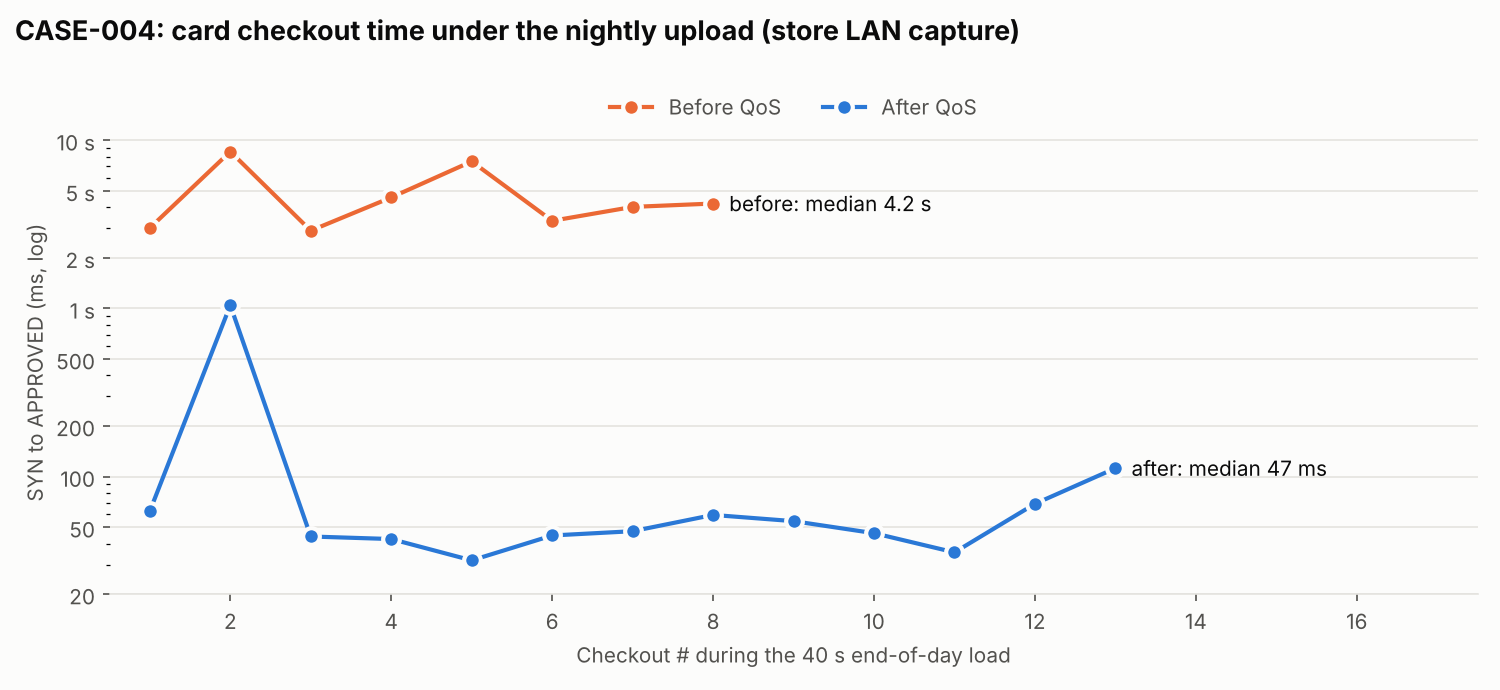 CASE-004: card checkout time under the nightly upload (store LAN capture)
Before QoS
After QoS
SYN to APPROVED (ms, log)
10 s
5 s
2 s
1 s
500
200
100
50
20
before: median 4.2 s
after: median 47 ms
2
4
6
8
10
12
14
16
Checkout # during the 40 s end-of-day load